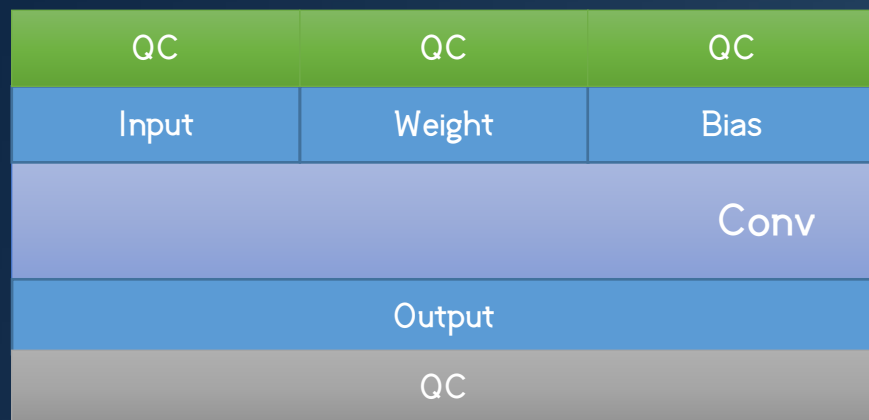 QC QC QC
Input Weight Bias
Conv
Output
QC